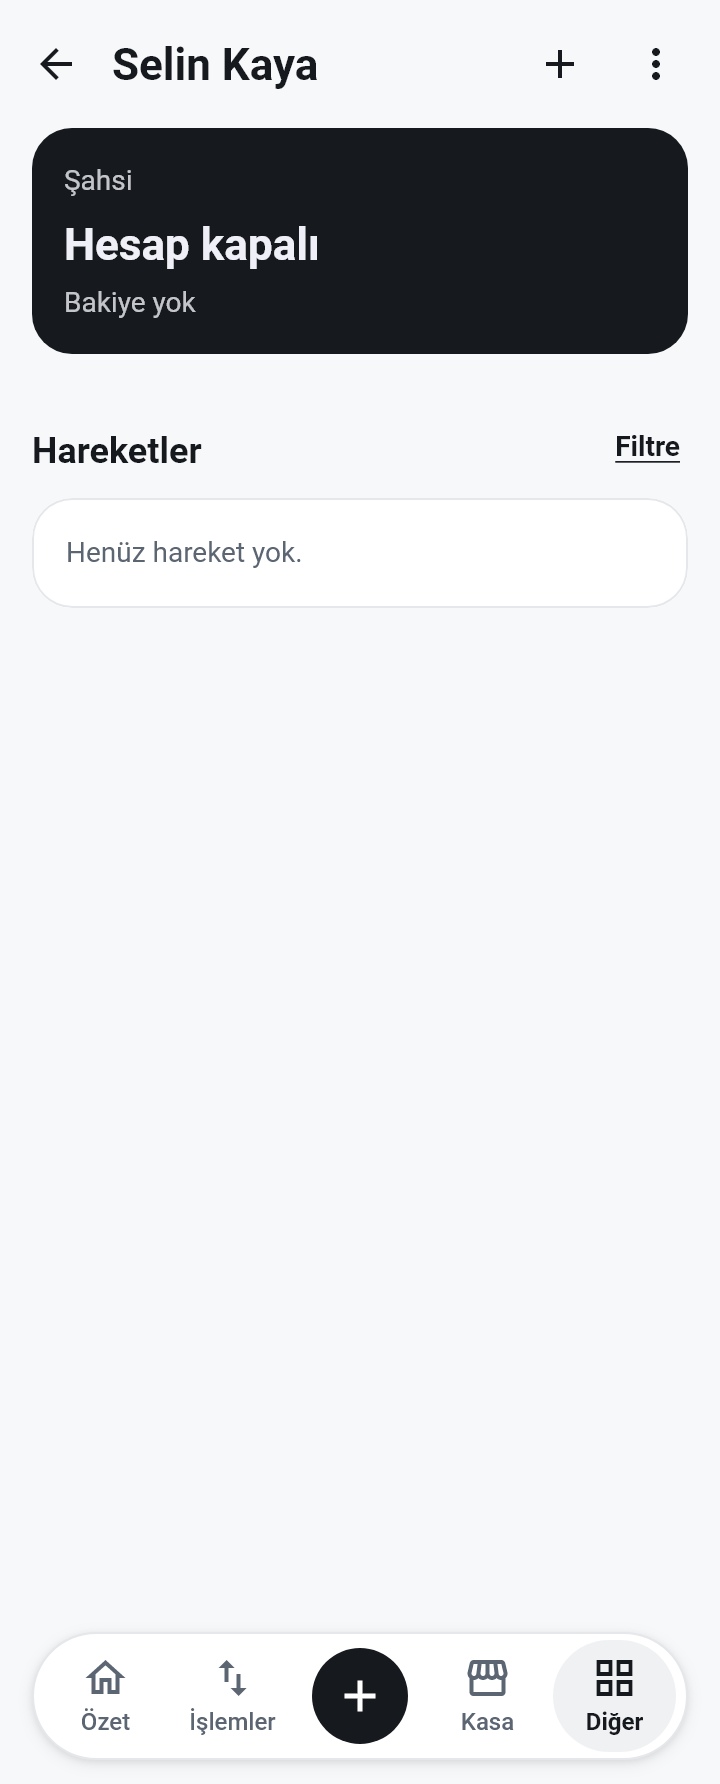 Selin Kaya
Şahsi
Hesap kapalı
Bakiye yok
Hareketler
Filtre
Henüz hareket yok.
Özet
İşlemler
Kasa
Diğer